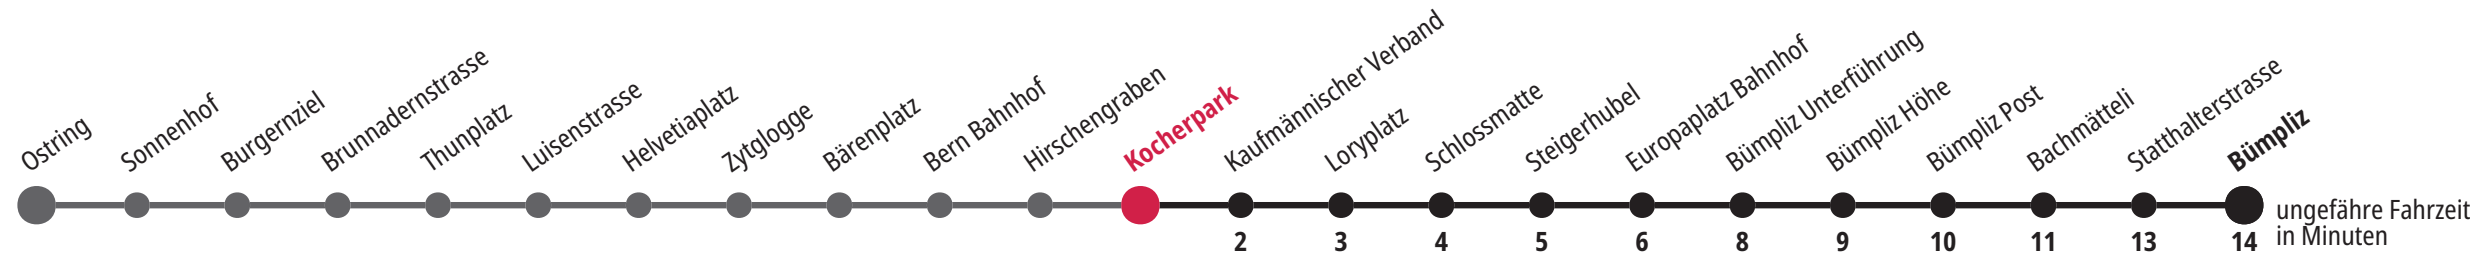 Ostring
Sonnenhof
Burgernziel
Brunnadernstrasse
Thunplatz
Luisenstrasse
Helvetiaplatz
Zytglogge
Bärenplatz
Bern Bahnhof
Hirschengraben
Kocherpark
Kaufmännischer Verband
Loryplatz
Schlossmatte
Steigerhubel
Europaplatz Bahnhof
Bümpliz Unterführung
Bümpliz Höhe
Bümpliz Post
Bachmätteli
Statthalterstrasse
Bümpliz
2 3 4 5 6 8 9 10 11 13 14
ungefähre Fahrzeit
in Minuten